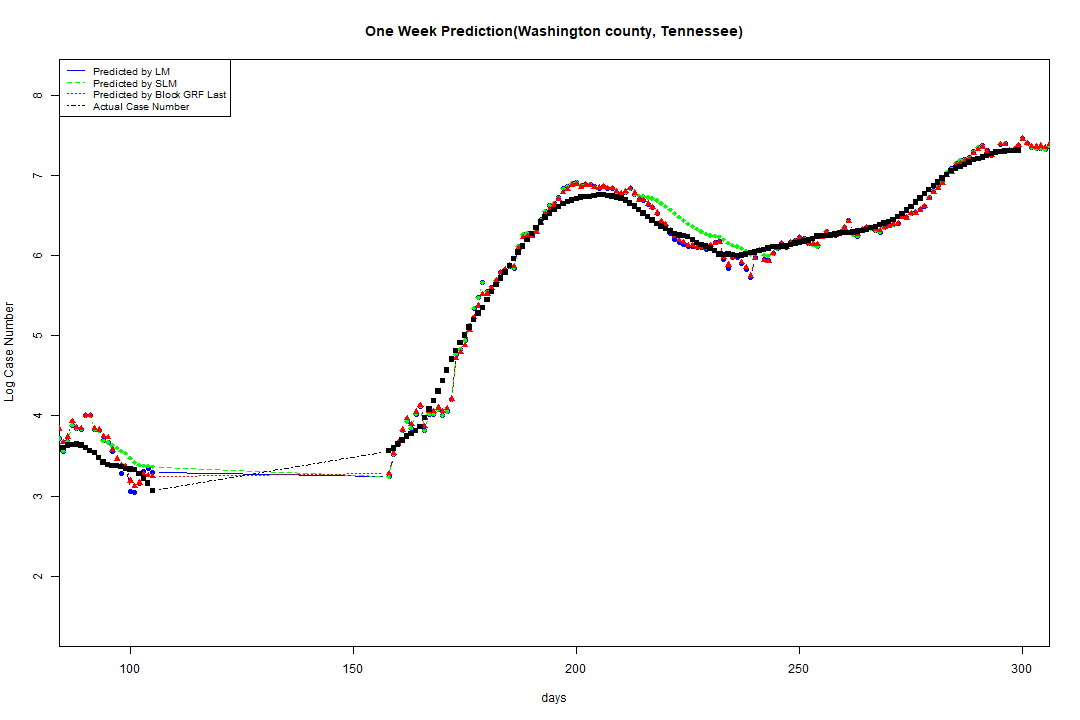 One Week Prediction(Washington county, Tennessee)
Predicted by LM
Predicted by SLM
Predicted by Block GRF Last
Actual Case Number
8
7
6
5
4
3
2
Log Case Number
100 150 200 250 300
days